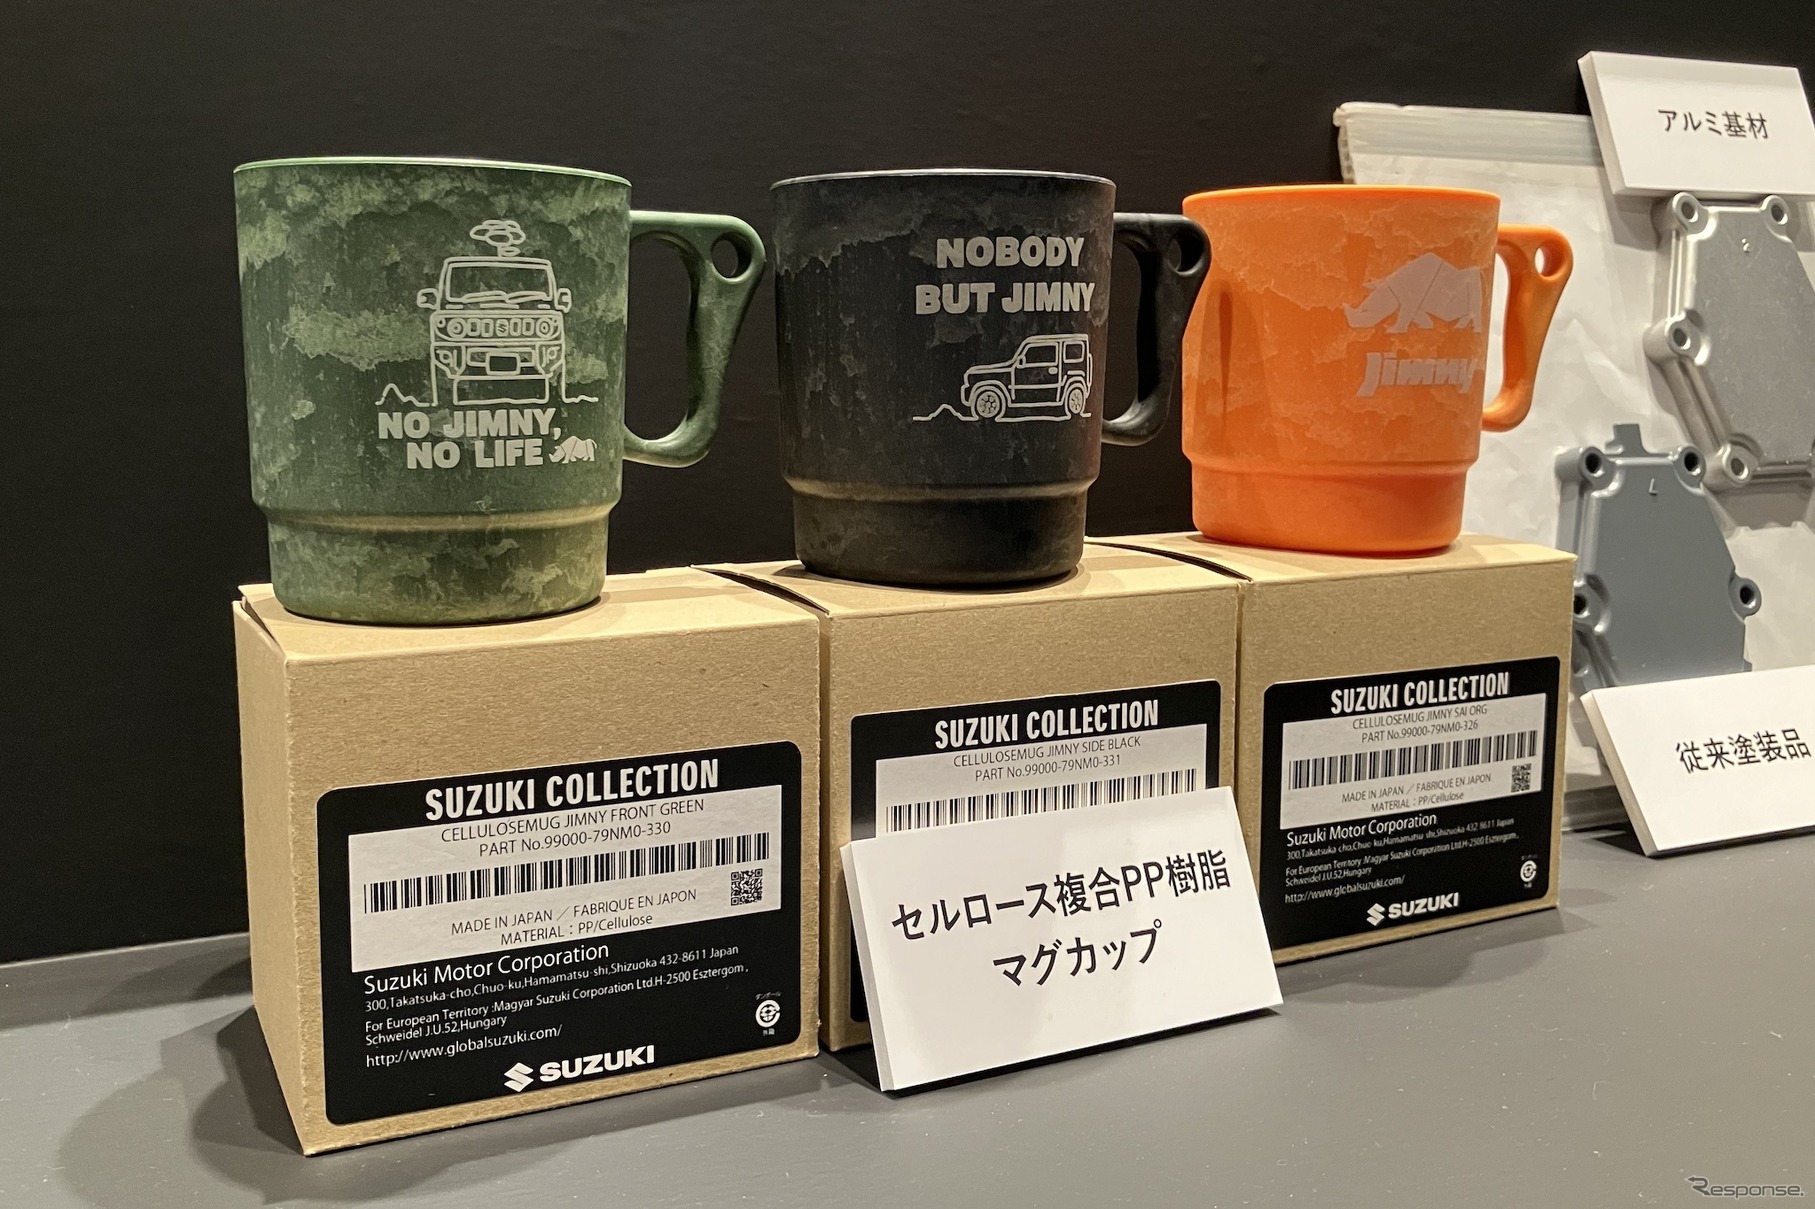 NO JIMNY,
NO LIFE
NOBODY
BUT JIMNY
Jimny
アルミ基材
L
従来塗装品
SUZUKI COLLECTION
CELLULOSEMUG JIMNY FRONT GREEN
PART No.99000-79NM0-330
MADE IN JAPAN / FABRIQUE EN JAPON
MATERIAL:PP/Cellulose
Suzuki Motor Corporation
300,Takatsuka-cho,Chuo-ku,Hamamatsu-shi,Shizuoka 432-8611 Japan
For European Territory :Magyar Suzuki Corporation Ltd.H-2500 Esztergom,
Schweidel J.U.52,Hungary
http://www.globalsuzuki.com/
ダンボール
外箱
SUZUKI
SUZUKI COLLECTION
CELLULOSEMUG JIMNY SIDE BLACK
PART No.99000-79NM0-331
セルロース複合PP樹脂
マグカップ
SUZUKI COLLECTION
CELLULOSEMUG JIMNY SAI ORG
PART No.99000-79NM0-326
MADE IN JAPAN / FABRIQUE EN JAPON
MATERIAL:PP/Cellulose
Suzuki Motor Corporation
300,Takatsuka-cho,Chuo-ku,Hamamatsu-shi,Shizuoka 432-8611 Japan
For European Territory :Magyar Suzuki Corporation Ltd.H-2500 Esztergom,
Schweidel J.U.52,Hungary
http://www.globalsuzuki.com/
SUZUKI
Response.